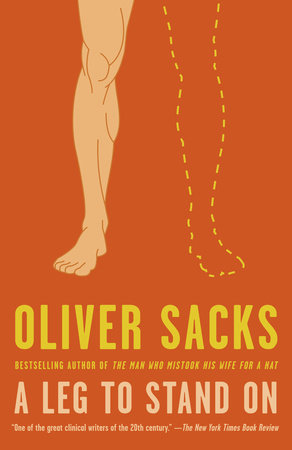 OLIVER SACKS
BESTSELLING AUTHOR OF THE MAN WHO MISTOOK HIS WIFE FOR A HAT
A LEG TO STAND ON
"One of the great clinical writers of the 20th century." —The New York Times Book Review